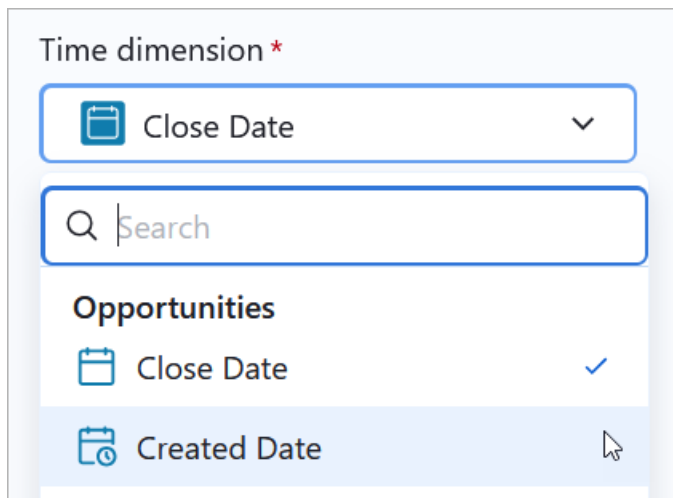 Time dimension *
Close Date
Search
Opportunities
Close Date
Created Date